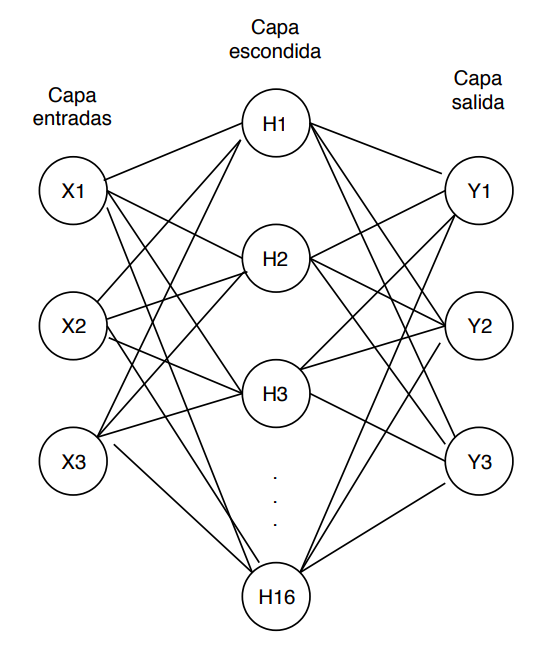 Capa
escondida
Capa
entradas
Capa
salida
H1
X1
Y1
H2
X2
Y2
H3
X3
Y3
.
.
.
H16